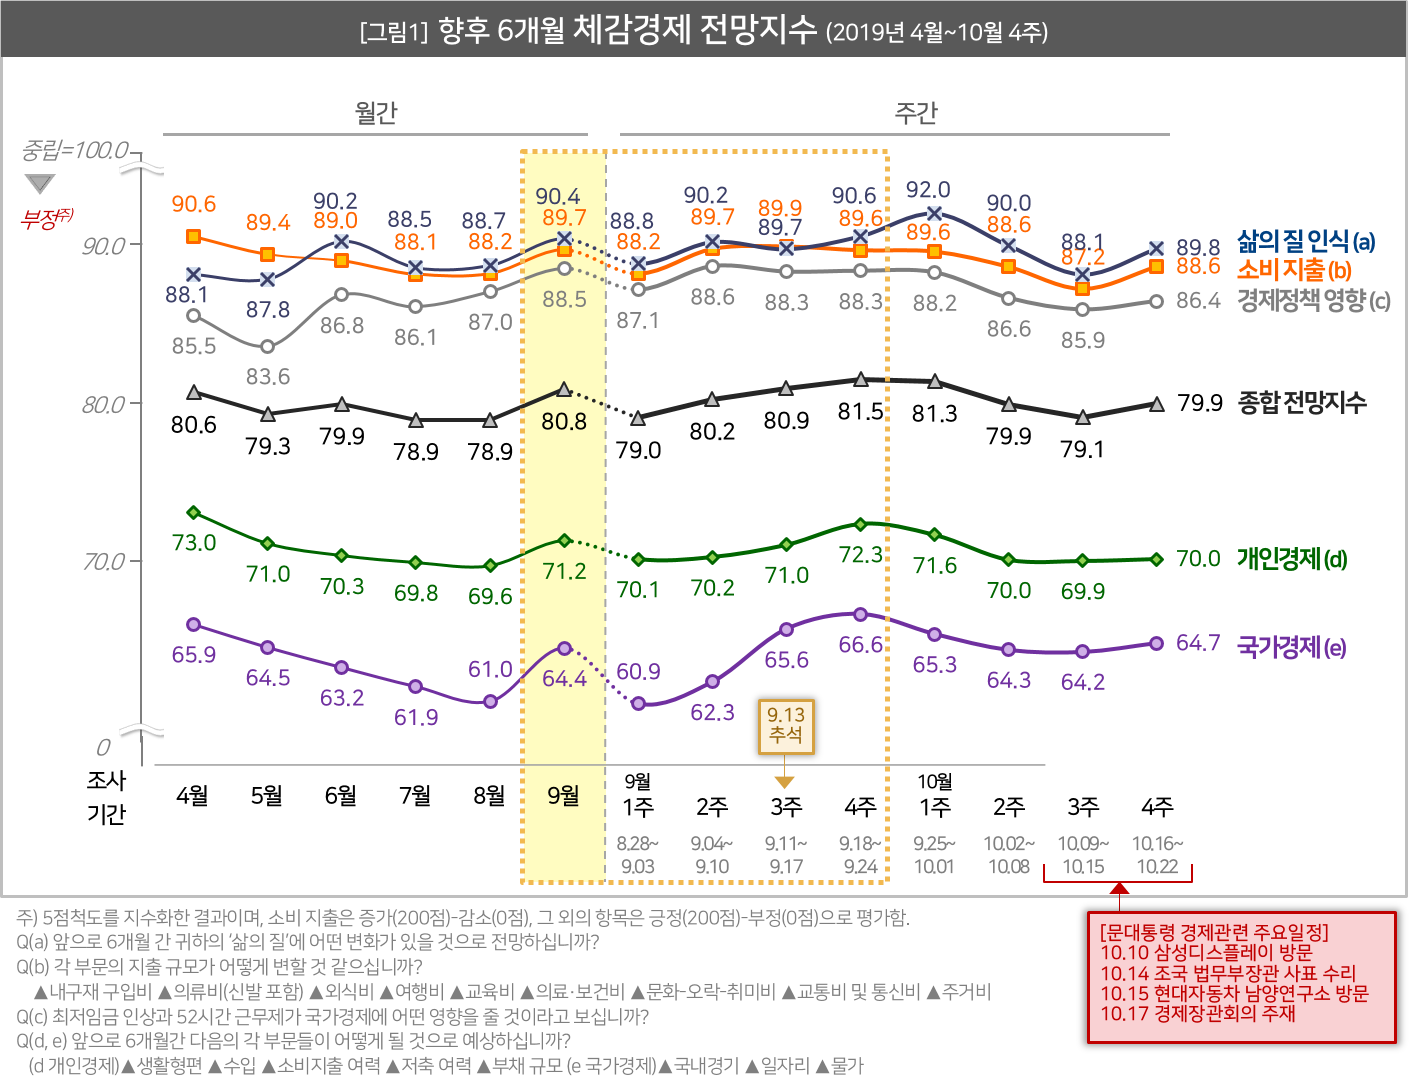 [그림1] 향후 6개월 체감경제 전망지수 (2019년 4월~10월 4주)
월간 주간
중립=100.0
부정주)
90.0
80.0
70.0
0
90.6 89.4 90.2 88.5 88.7 90.4 88.8 90.2 89.9 90.6 92.0 90.0 88.1 89.8 삶의 질 인식 (a)
89.0 88.1 88.2 89.7 88.2 89.7 89.7 89.6 89.6 88.6 87.2 88.6 소비 지출 (b)
88.1 87.8
85.5 83.6 86.8 86.1 87.0 88.5 87.1 88.6 88.3 88.3 88.2 86.6 85.9 86.4 경제정책 영향 (c)
80.6 79.3 79.9 78.9 78.9 80.8 79.0 80.2 80.9 81.5 81.3 79.9 79.1 79.9 종합 전망지수
73.0 71.0 70.3 69.8 69.6 71.2 70.1 70.2 71.0 72.3 71.6 70.0 69.9 70.0 개인경제 (d)
65.9 64.5 63.2 61.9 61.0 64.4 60.9 62.3 65.6 66.6 65.3 64.3 64.2 64.7 국가경제 (e)
9.13
추석
조사
기간
4월 5월 6월 7월 8월 9월
9월 10월
1주 2주 3주 4주 1주 2주 3주 4주
8.28~ 9.04~ 9.11~ 9.18~ 9.25~ 10.02~ 10.09~ 10.16~
9.03 9.10 9.17 9.24 10.01 10.08 10.15 10.22
주) 5점척도를 지수화한 결과이며, 소비 지출은 증가(200점)-감소(0점), 그 외의 항목은 긍정(200점)-부정(0점)으로 평가함.
Q(a) 앞으로 6개월 간 귀하의 '삶의 질'에 어떤 변화가 있을 것으로 전망하십니까?
Q(b) 각 부문의 지출 규모가 어떻게 변할 것 같으십니까?
▲내구재 구입비 ▲의류비(신발 포함) ▲외식비 ▲여행비 ▲교육비 ▲의료·보건비 ▲문화-오락-취미비 ▲교통비 및 통신비 ▲주거비
Q(c) 최저임금 인상과 52시간 근무제가 국가경제에 어떤 영향을 줄 것이라고 보십니까?
Q(d, e) 앞으로 6개월간 다음의 각 부문들이 어떻게 될 것으로 예상하십니까?
(d 개인경제)▲생활형편 ▲수입 ▲소비지출 여력 ▲저축 여력 ▲부채 규모 (e 국가경제)▲국내경기 ▲일자리 ▲물가
[문대통령 경제관련 주요일정]
10.10 삼성디스플레이 방문
10.14 조국 법무부장관 사표 수리
10.15 현대자동차 남양연구소 방문
10.17 경제장관회의 주재